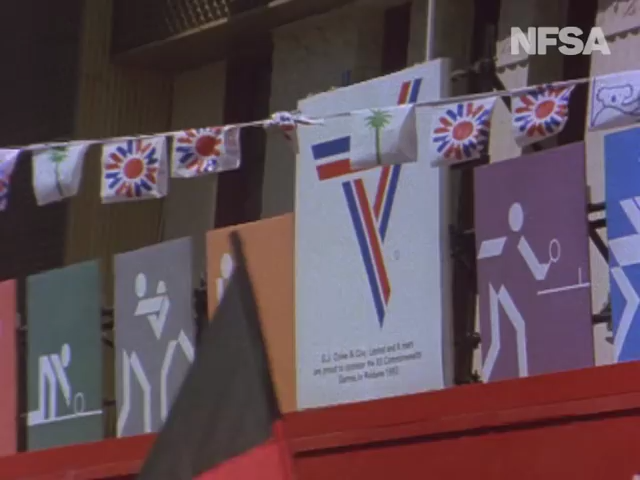 NFSA
G.J. Coles & Coy. Limited and K mart
are proud to sponsor the XII Commonwealth
Games in Brisbane 1982